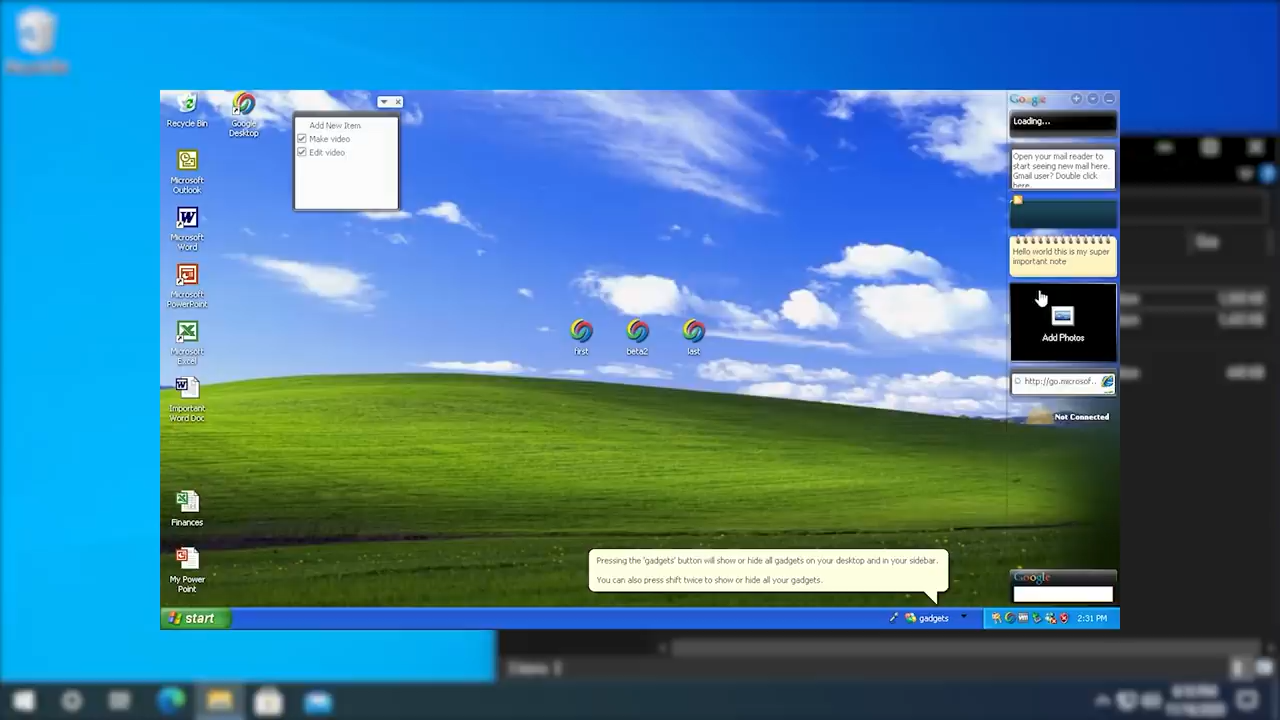 Recycle Bin
Google
Desktop
Add New Item
Make video
Edit video
Microsoft
Outlook
Microsoft
Word
Microsoft
PowerPoint
Microsoft
Excel
Important
Word Doc
Finances
My Power
Point
first
beta2
last
Google
Loading...
Open your mail reader to
start seeing new mail here.
Gmail user? Double click
here.
Hello world this is my super
important note
Add Photos
http://go.microsof..
Not Connected
Pressing the 'gadgets' button will show or hide all gadgets on your desktop and in your sidebar.
You can also press shift twice to show or hide all your gadgets.
Google
start
gadgets
2:31 PM